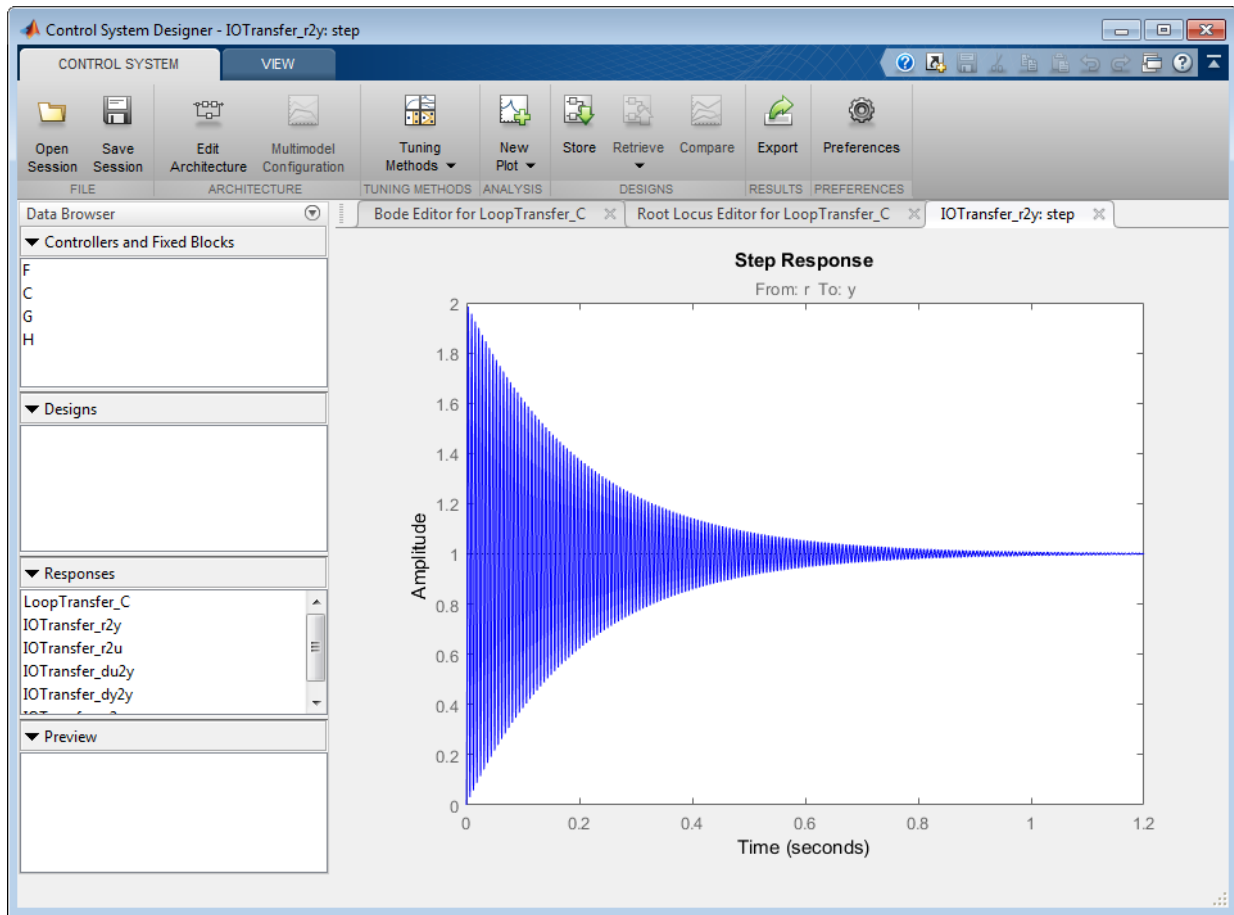 Control System Designer - IOTransfer_r2y: step
CONTROL SYSTEM VIEW
Open Session
Save Session
Edit Architecture
Multimodel Configuration
Tuning Methods
New Plot
Store
Retrieve
Compare
Export
Preferences
FILE ARCHITECTURE TUNING METHODS ANALYSIS DESIGNS RESULTS PREFERENCES
Data Browser
Controllers and Fixed Blocks
F
C
G
H
Designs
Responses
LoopTransfer_C
IOTransfer_r2y
IOTransfer_r2u
IOTransfer_du2y
IOTransfer_dy2y
Preview
Bode Editor for LoopTransfer_C
Root Locus Editor for LoopTransfer_C
IOTransfer_r2y: step
Step Response
From: r To: y
Amplitude
2
1.8
1.6
1.4
1.2
1
0.8
0.6
0.4
0.2
0
0 0.2 0.4 0.6 0.8 1 1.2
Time (seconds)